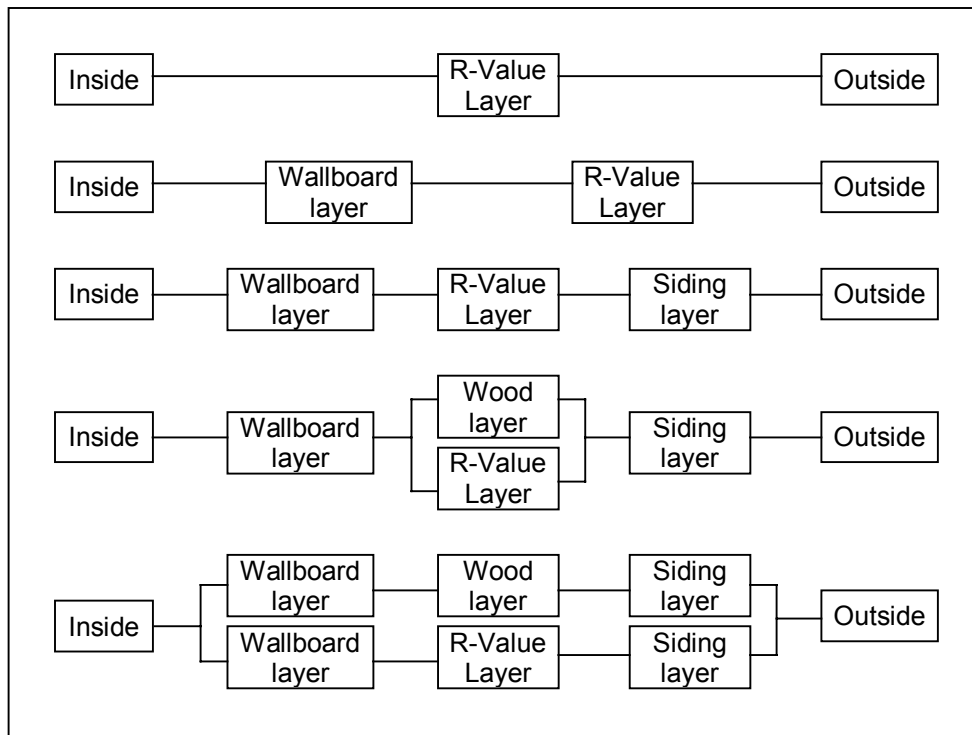 Inside
R-Value
Layer
Outside
Inside
Wallboard
layer
R-Value
Layer
Outside
Inside
Wallboard
layer
R-Value
Layer
Siding
layer
Outside
Inside
Wallboard
layer
Wood
layer
R-Value
Layer
Siding
layer
Outside
Inside
Wallboard
layer
Wood
layer
Siding
layer
Wallboard
layer
R-Value
Layer
Siding
layer
Outside